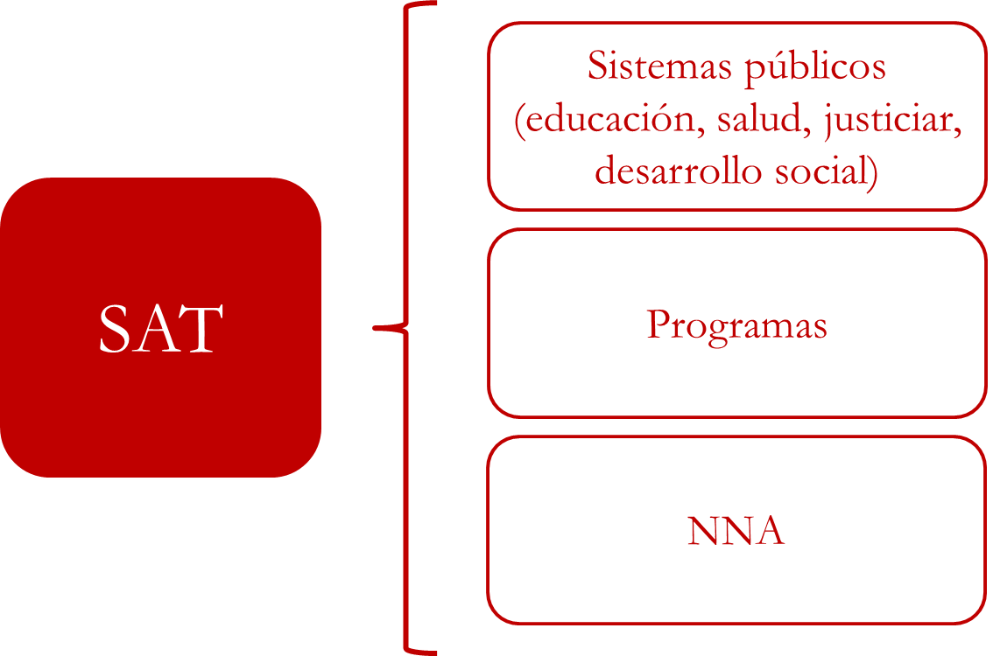 SAT
Sistemas públicos
(educación, salud, justiciar,
desarrollo social)
Programas
NNA